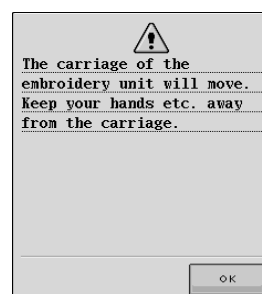 The carriage of the
embroidery unit will move.
Keep your hands etc. away
from the carriage.
OK